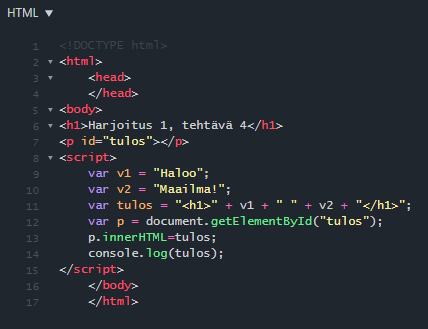 HTML ▼
1 <!DOCTYPE html>
2 <html>
3 <head>
4 </head>
5 <body>
6 <h1>Harjoitus 1, tehtävä 4</h1>
7 <p id="tulos"></p>
8 <script>
9 var v1 = "Haloo";
10 var v2 = "Maailma!";
11 var tulos = "<h1>" + v1 + " " + v2 + "</h1>";
12 var p = document.getElementById("tulos");
13 p.innerHTML=tulos;
14 console.log(tulos);
15 </script>
16 </body>
17 </html>